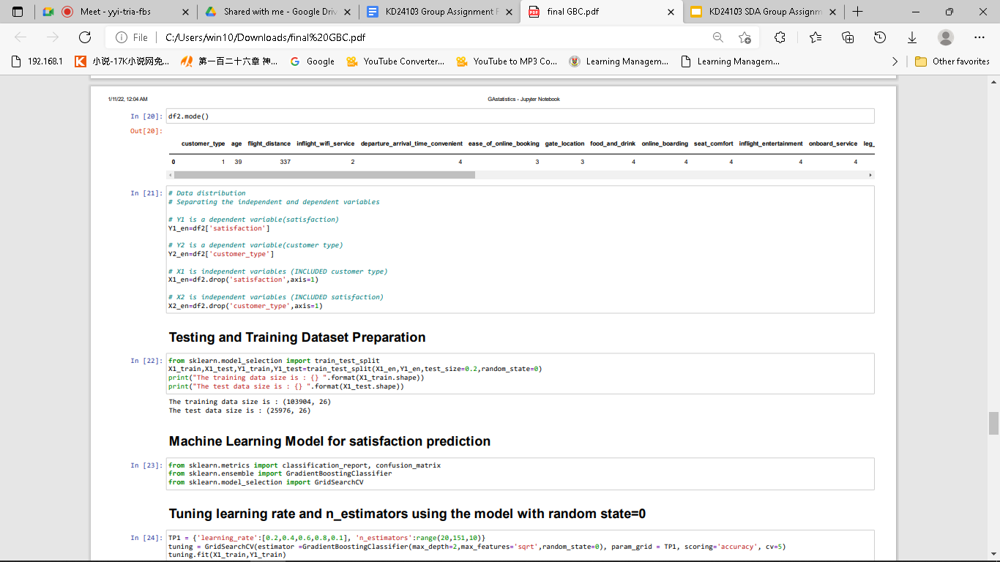 Meet - yyi-tria-fbs
Shared with me - Google Driv
KD24103 Group Assignment F
final GBC.pdf
KD24103 SDA Group Assignm
File
C:/Users/win10/Downloads/final%20GBC.pdf
192.168.1
小说-17K小说网免...
第一百二十六章 神...
Google
YouTube Converter...
YouTube to MP3 Co...
Learning Managem...
Learning Managem...
Other favorites
1/11/22, 12:04 AM
GAstatistics - Jupyter Notebook
In [20]: df2.mode()
Out[20]:
customer_type age flight_distance inflight_wifi_service departure_arrival_time_convenient ease_of_online_booking gate_location food_and_drink online_boarding seat_comfort inflight_entertainment onboard_service leg_
0 1 39 337 2 4 3 3 4 4 4 4 4
In [21]: # Data distribution
# Separating the independent and dependent variables
# Y1 is a dependent variable(satisfaction)
Y1_en=df2['satisfaction']
# Y2 is a dependent variable(customer type)
Y2_en=df2['customer_type']
# X1 is independent variables (INCLUDED customer type)
X1_en=df2.drop('satisfaction',axis=1)
# X2 is independent variables (INCLUDED satisfaction)
X2_en=df2.drop('customer_type',axis=1)
Testing and Training Dataset Preparation
In [22]: from sklearn.model_selection import train_test_split
X1_train,X1_test,Y1_train,Y1_test=train_test_split(X1_en,Y1_en,test_size=0.2,random_state=0)
print("The training data size is : {} ".format(X1_train.shape))
print("The test data size is : {} ".format(X1_test.shape))
The training data size is : (103904, 26)
The test data size is : (25976, 26)
Machine Learning Model for satisfaction prediction
In [23]: from sklearn.metrics import classification_report, confusion_matrix
from sklearn.ensemble import GradientBoostingClassifier
from sklearn.model_selection import GridSearchCV
Tuning learning rate and n_estimators using the model with random state=0
In [24]: TP1 = {'learning_rate':[0.2,0.4,0.6,0.8,0.1], 'n_estimators':range(20,151,10)}
tuning = GridSearchCV(estimator =GradientBoostingClassifier(max_depth=2,max_features='sqrt',random_state=0), param_grid = TP1, scoring='accuracy', cv=5)
tuning.fit(X1_train,Y1_train)